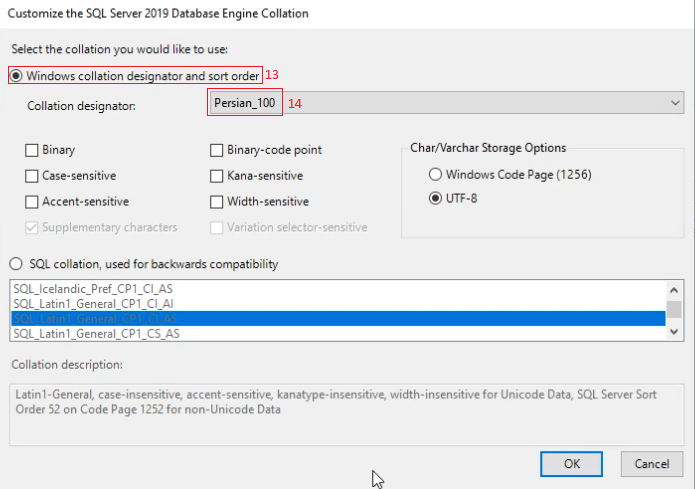 Customize the SQL Server 2019 Database Engine Collation
Select the collation you would like to use:
Windows collation designator and sort order 13
Collation designator: Persian_100 14
Binary Binary-code point Char/Varchar Storage Options
Case-sensitive Kana-sensitive Windows Code Page (1256)
Accent-sensitive Width-sensitive UTF-8
Supplementary characters Variation selector-sensitive
SQL collation, used for backwards compatibility
SQL_Icelandic_Pref_CP1_CI_AS
SQL_Latin1_General_CP1_CI_AI
SQL_Latin1_General_CP1_CI_AS
SQL_Latin1_General_CP1_CS_AS
Collation description:
Latin1-General, case-insensitive, accent-sensitive, kanatype-insensitive, width-insensitive for Unicode Data, SQL Server Sort
Order 52 on Code Page 1252 for non-Unicode Data
OK Cancel